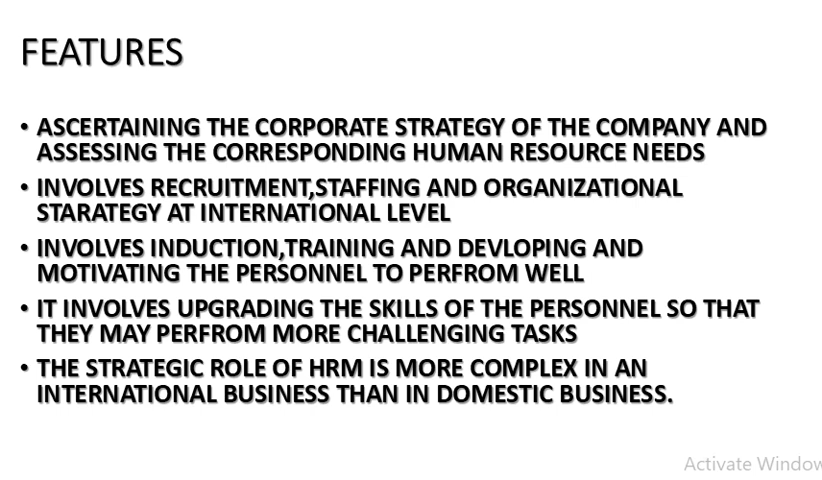 FEATURES
• ASCERTAINING THE CORPORATE STRATEGY OF THE COMPANY AND
ASSESSING THE CORRESPONDING HUMAN RESOURCE NEEDS
• INVOLVES RECRUITMENT,STAFFING AND ORGANIZATIONAL
STARATEGY AT INTERNATIONAL LEVEL
• INVOLVES INDUCTION,TRAINING AND DEVLOPING AND
MOTIVATING THE PERSONNEL TO PERFROM WELL
• IT INVOLVES UPGRADING THE SKILLS OF THE PERSONNEL SO THAT
THEY MAY PERFROM MORE CHALLENGING TASKS
• THE STRATEGIC ROLE OF HRM IS MORE COMPLEX IN AN
INTERNATIONAL BUSINESS THAN IN DOMESTIC BUSINESS.
Activate Window